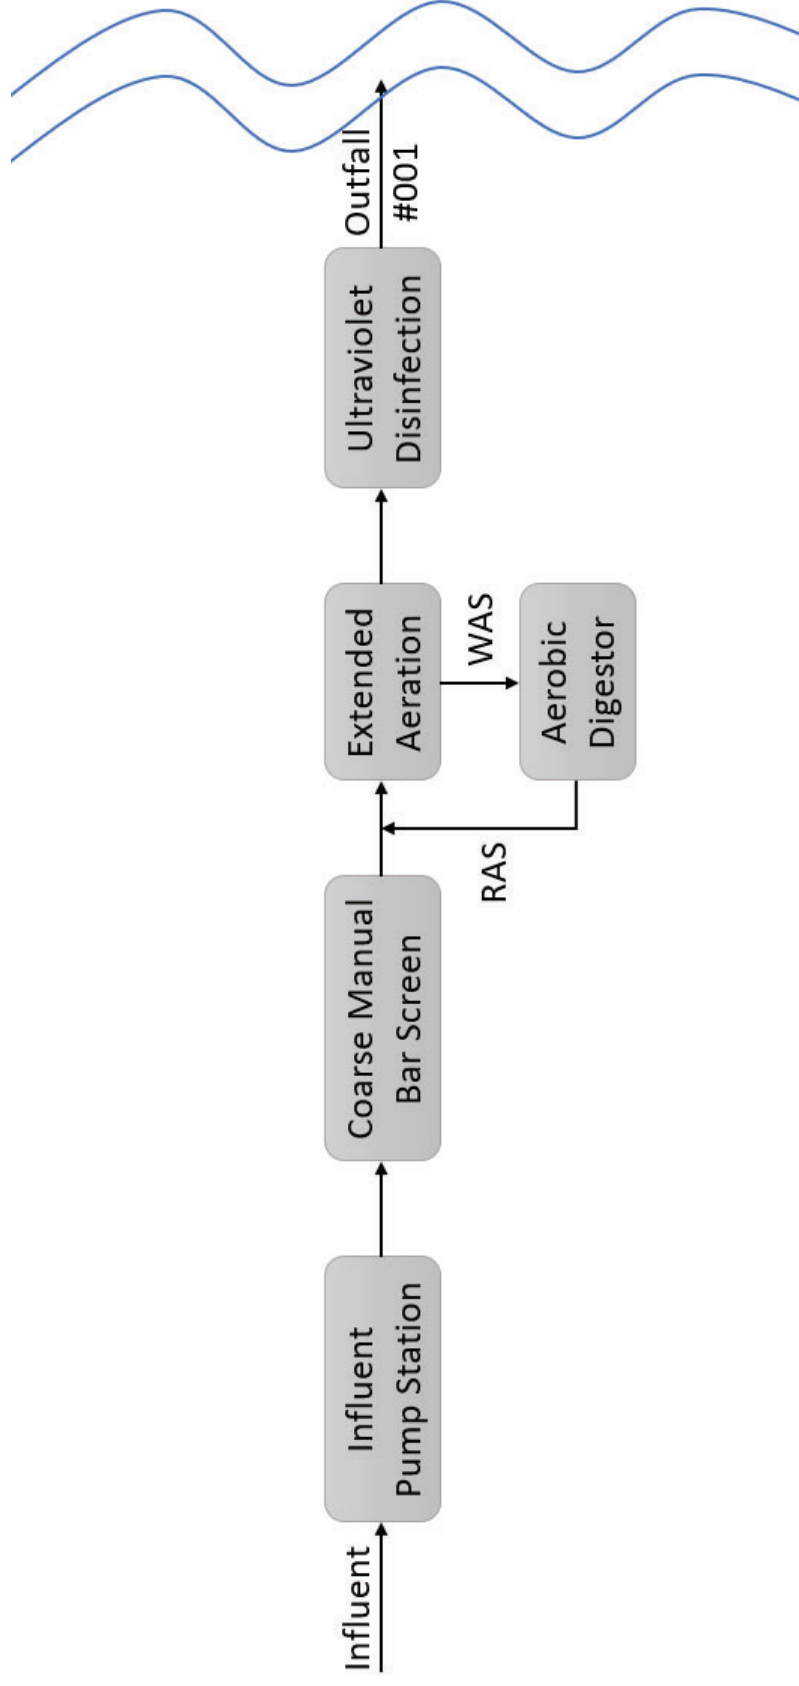 Influent
Influent
Pump Station
Coarse Manual
Bar Screen
RAS
Extended
Aeration
WAS
Aerobic
Digestor
Ultraviolet
Disinfection
Outfall
#001